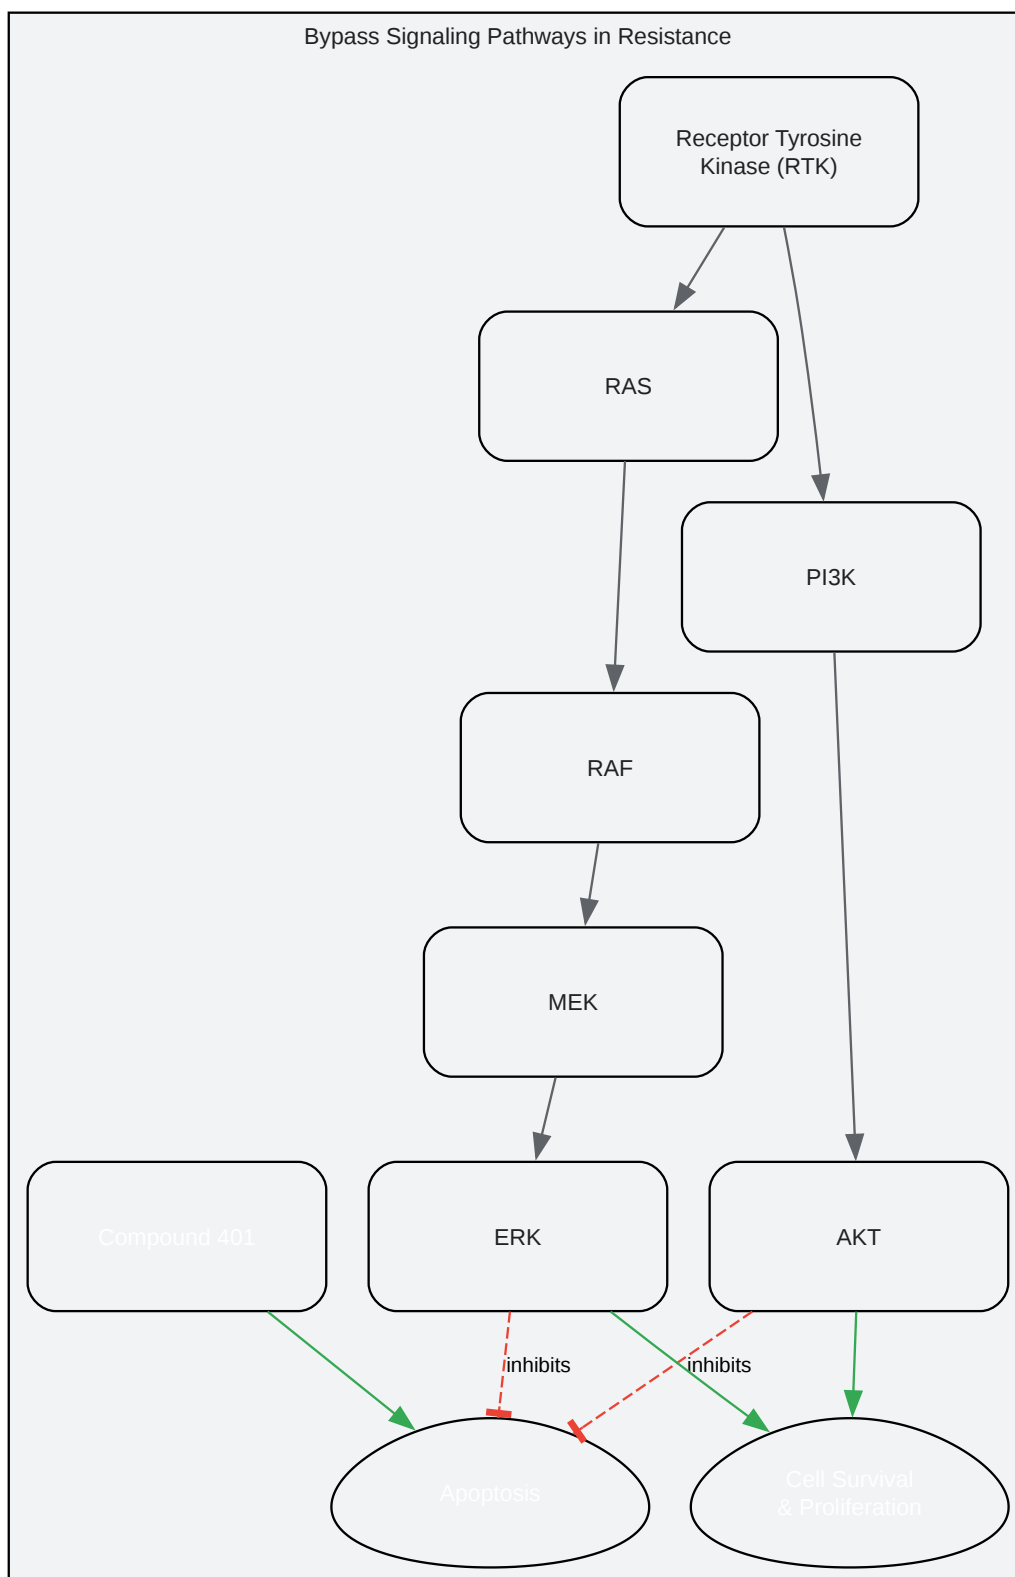 Bypass Signaling Pathways in Resistance
Receptor Tyrosine
Kinase (RTK)
RAS
PI3K
RAF
MEK
Compound 401
ERK
AKT
inhibits
inhibits
Apoptosis
Cell Survival
& Proliferation